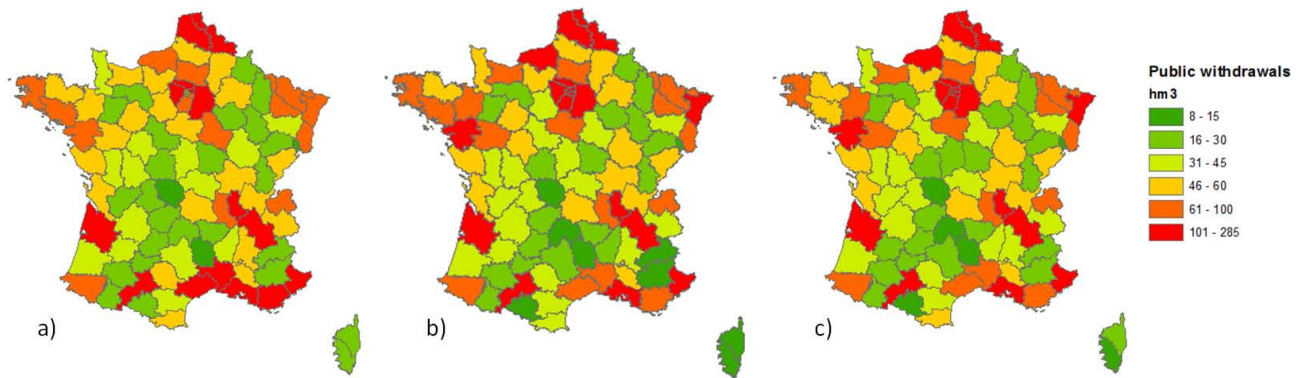 Public withdrawals
hm3
8 - 15
16 - 30
31 - 45
46 - 60
61 - 100
101 - 285
a)
b)
c)